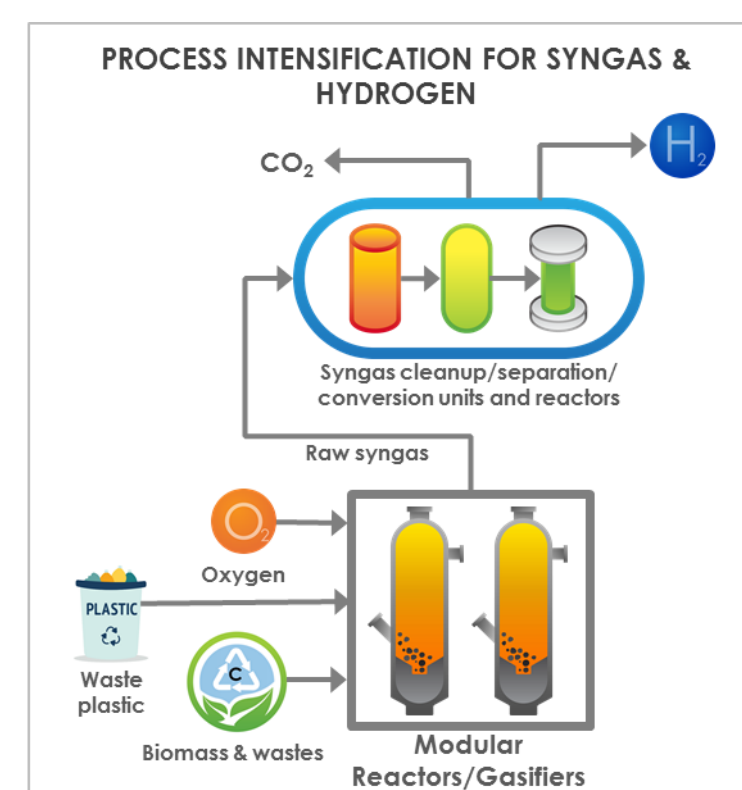 PROCESS INTENSIFICATION FOR SYNGAS &
HYDROGEN
CO₂
H₂
Syngas cleanup/separation/
conversion units and reactors
Raw syngas
O₂
Oxygen
PLASTIC
Waste
plastic
C
Biomass & wastes
Modular
Reactors/Gasifiers